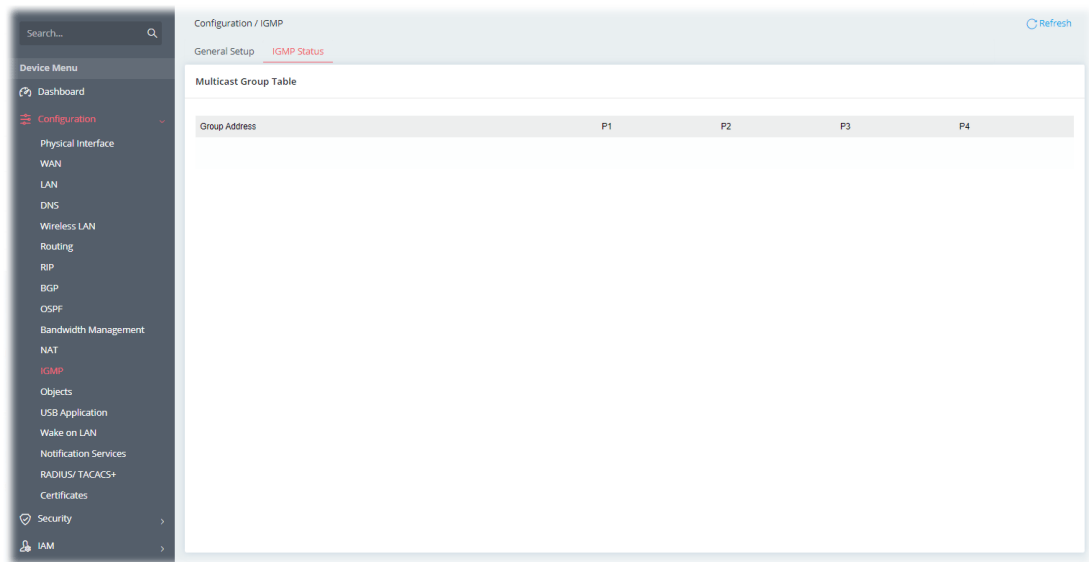 Search...
Device Menu
Dashboard
Configuration
Physical Interface
WAN
LAN
DNS
Wireless LAN
Routing
RIP
BGP
OSPF
Bandwidth Management
NAT
IGMP
Objects
USB Application
Wake on LAN
Notification Services
RADIUS/ TACACS+
Certificates
Security
IAM
Configuration / IGMP
Refresh
General Setup IGMP Status
Multicast Group Table
Group Address P1 P2 P3 P4